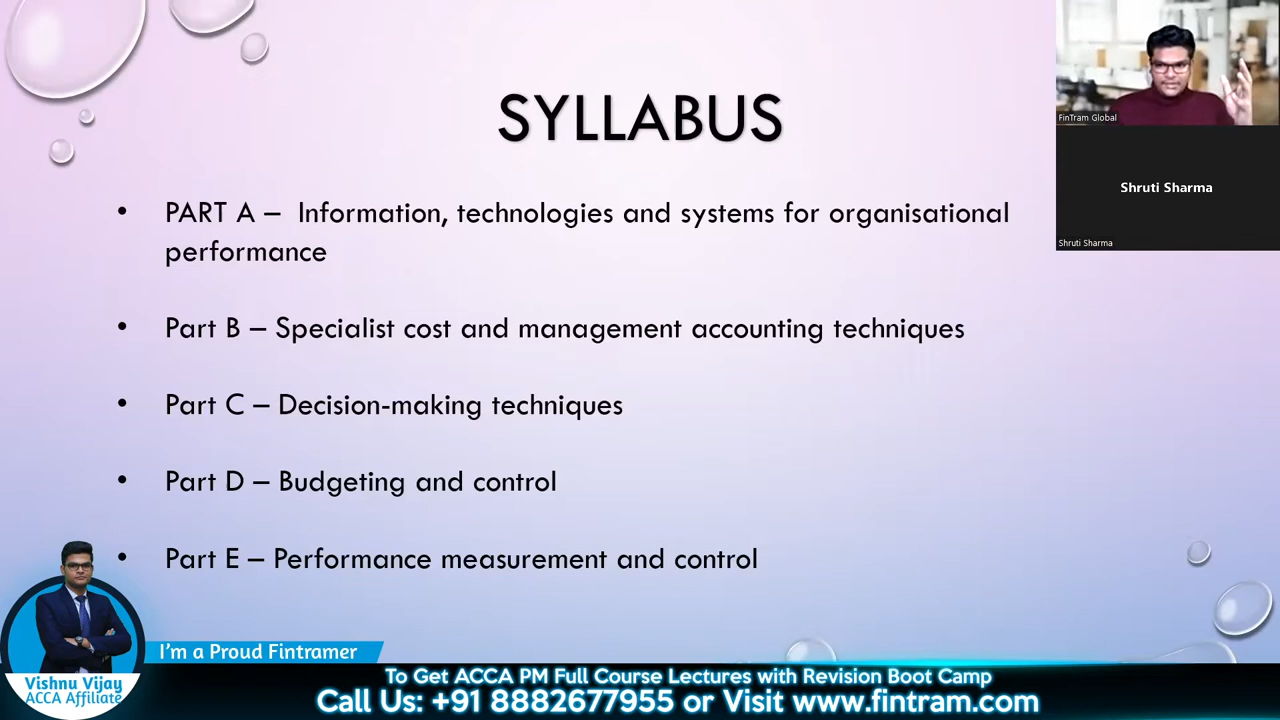 SYLLABUS
• PART A – Information, technologies and systems for organisational
performance
• Part B – Specialist cost and management accounting techniques
• Part C – Decision-making techniques
• Part D – Budgeting and control
• Part E – Performance measurement and control
FinTram Global
Shruti Sharma
Shruti Sharma
I'm a Proud Fintramer
Vishnu Vijay
ACCA Affiliate
To Get ACCA PM Full Course Lectures with Revision Boot Camp
Call Us: +91 8882677955 or Visit www.fintram.com